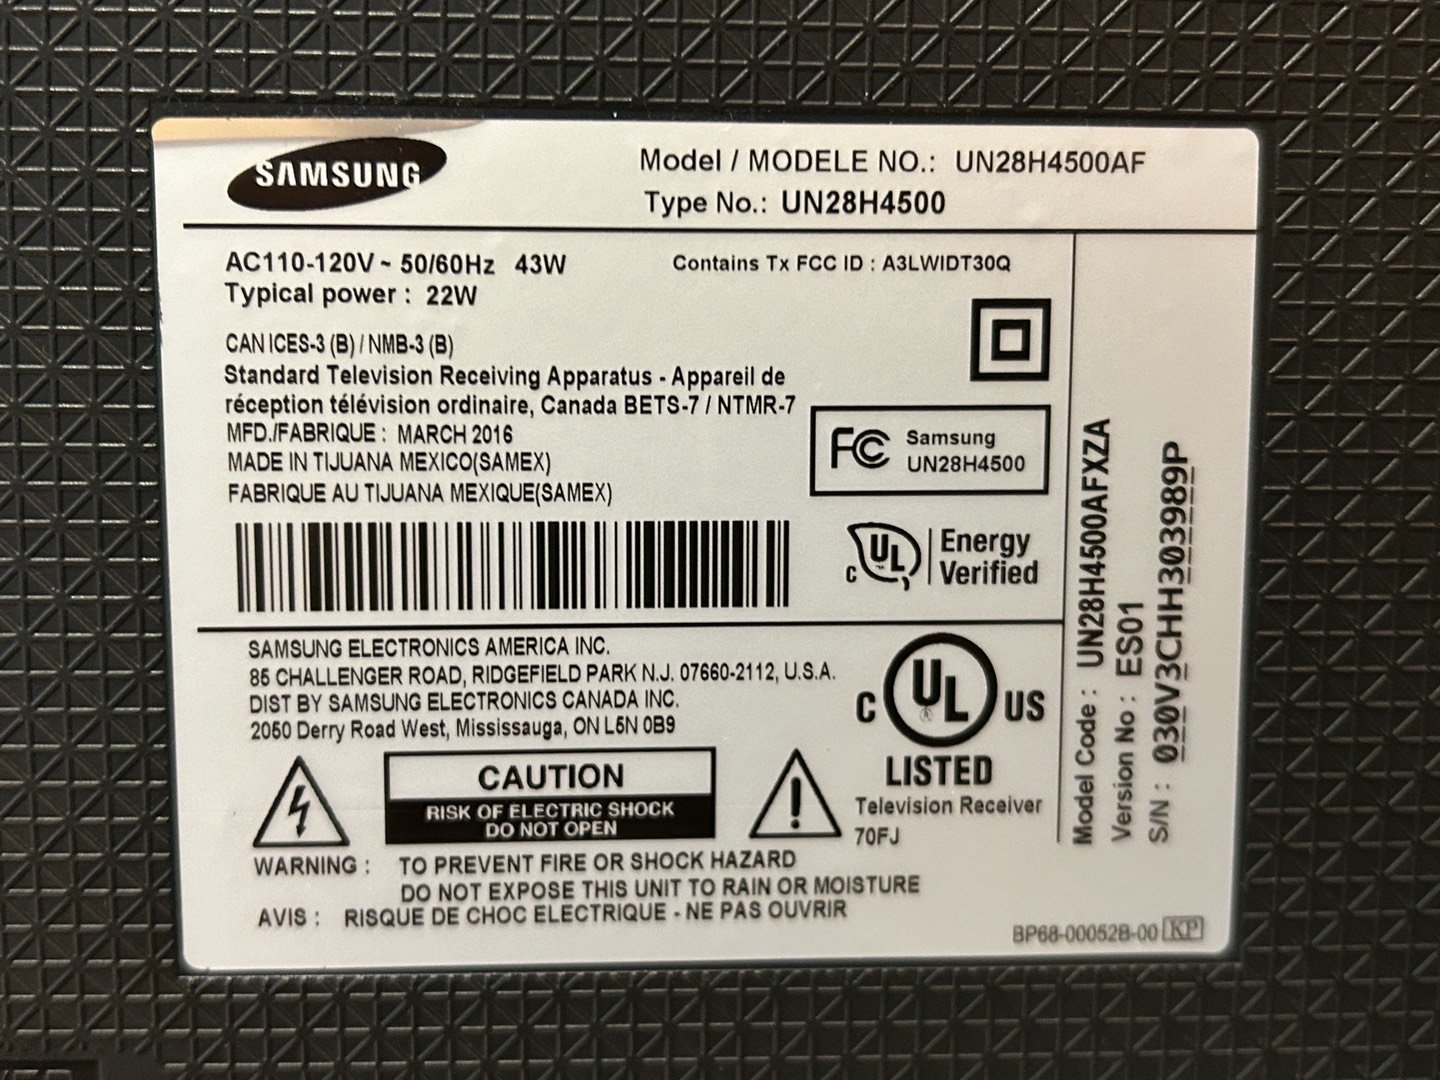 SAMSUNG
Model / MODELE NO.: UN28H4500AF
Type No.: UN28H4500
AC110-120V ~ 50/60Hz 43W
Typical power : 22W
Contains Tx FCC ID : A3LWIDT30Q
CAN ICES-3 (B) / NMB-3 (B)
Standard Television Receiving Apparatus - Appareil de
réception télévision ordinaire, Canada BETS-7 / NTMR-7
MFD./FABRIQUE : MARCH 2016
MADE IN TIJUANA MEXICO(SAMEX)
FABRIQUE AU TIJUANA MEXIQUE(SAMEX)
FC Samsung
UN28H4500
C UL Energy
Verified
SAMSUNG ELECTRONICS AMERICA INC.
85 CHALLENGER ROAD, RIDGEFIELD PARK N.J. 07660-2112, U.S.A.
DIST BY SAMSUNG ELECTRONICS CANADA INC.
2050 Derry Road West, Mississauga, ON L5N 0B9
C UL ® US
LISTED
Television Receiver
70FJ
CAUTION
RISK OF ELECTRIC SHOCK
DO NOT OPEN
WARNING : TO PREVENT FIRE OR SHOCK HAZARD
DO NOT EXPOSE THIS UNIT TO RAIN OR MOISTURE
AVIS : RISQUE DE CHOC ELECTRIQUE - NE PAS OUVRIR
BP68-00052B-00 KP
Model Code : UN28H4500AFXZA
Version No : ES01
S/N : 030V3CHH303989P